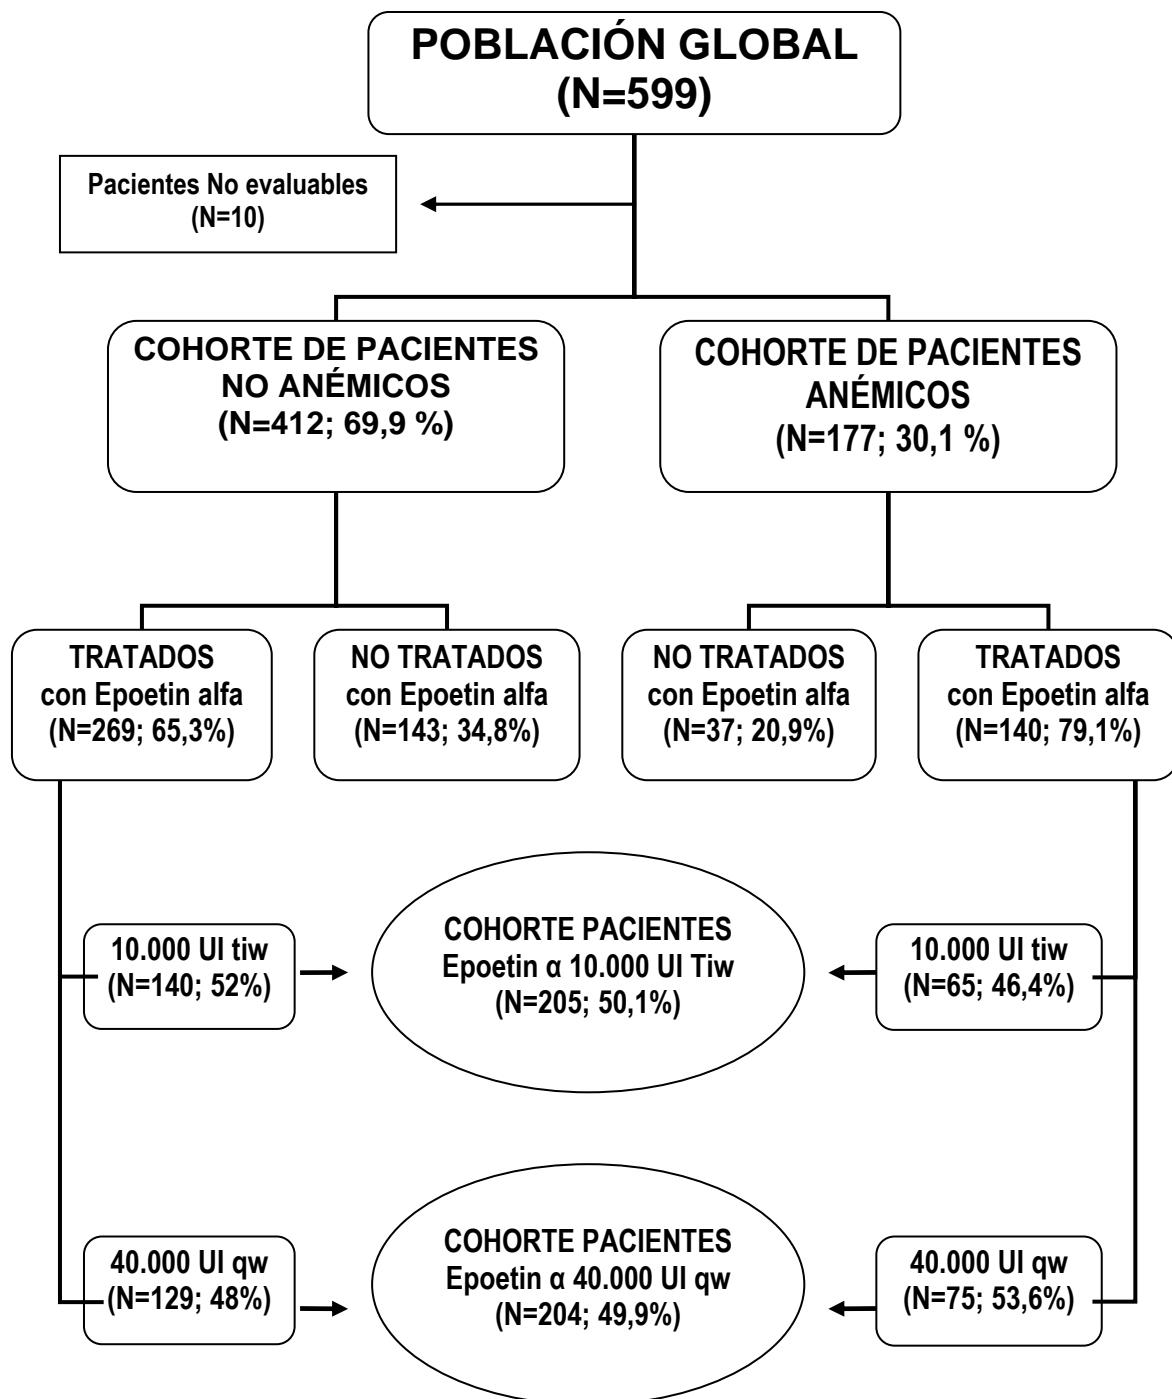 POBLACIÓN GLOBAL
(N=599)
Pacientes No evaluables
(N=10)
COHORTE DE PACIENTES
NO ANÉMICOS
(N=412; 69,9 %)
COHORTE DE PACIENTES
ANÉMICOS
(N=177; 30,1 %)
TRATADOS
con Epoetin alfa
(N=269; 65,3%)
NO TRATADOS
con Epoetin alfa
(N=143; 34,8%)
NO TRATADOS
con Epoetin alfa
(N=37; 20,9%)
TRATADOS
con Epoetin alfa
(N=140; 79,1%)
10.000 UI tiw
(N=140; 52%)
COHORTE PACIENTES
Epoetin α 10.000 UI Tiw
(N=205; 50,1%)
10.000 UI tiw
(N=65; 46,4%)
40.000 UI qw
(N=129; 48%)
COHORTE PACIENTES
Epoetin α 40.000 UI qw
(N=204; 49,9%)
40.000 UI qw
(N=75; 53,6%)